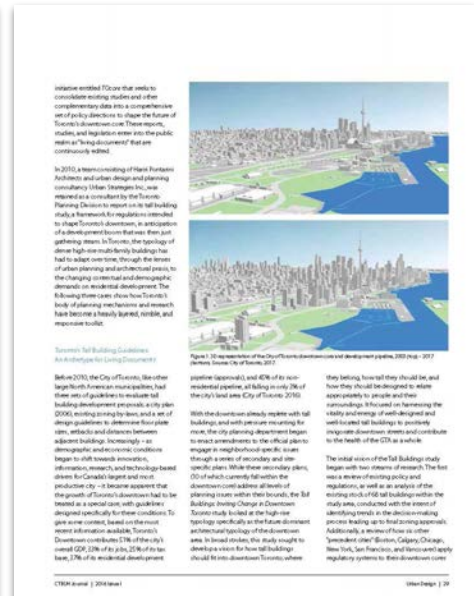 initiative entitled TOcore that seeks to
consolidate existing studies and other
complementary data into a comprehensive
set of policy directions to shape the future of
Toronto's downtown core. These reports,
studies, and legislation enter into the public
realm as "living documents" that are
continuously edited.
In 2010, a team consisting of Hariri Pontarini
Architects and urban design and planning
consultancy Urban Strategies Inc., was
retained as a consultant by the Toronto
Planning Division to report on its tall building
study, a framework for regulations intended
to shape Toronto's downtown, in anticipation
of a development boom that was then just
gathering steam. In Toronto, the typology of
dense high-rise multi-family buildings has
had to adapt over time, through the lenses
of urban planning and architectural praxis, to
the changing contextual and demographic
demands on residential development. The
following three cases show how Toronto's
body of planning mechanisms and research
have become a heavily layered, nimble, and
responsive toolkit.
Toronto's Tall Building Guidelines:
An Archetype for Living Documents
Before 2010, the City of Toronto, like other
large North American municipalities, had
three sets of guidelines to evaluate tall
building development proposals: a city plan
(2006), existing zoning by-laws, and a set of
design guidelines to determine floor plate
sizes, setbacks and distances between
adjacent buildings. Increasingly – as
demographic and economic conditions
began to shift towards innovation,
information, research, and technology-based
drivers for Canada's largest and most
productive city – it became apparent that
the growth of Toronto's downtown had to be
treated as a special case, with guidelines
designed specifically for these conditions. To
give some context, based on the most
recent information available, Toronto's
Downtown contributes 51% of the city's
overall GDP, 33% of its jobs, 25% of its tax
base, 37% of its residential development
Figure 1. 3D representation of the City of Toronto downtown core and development pipeline, 2003 (top) – 2017
(bottom). Source: City of Toronto, 2017.
pipeline (approvals), and 40% of its non-
residential pipeline, all falling in only 3% of
the city's land area (City of Toronto 2016).
With the downtown already replete with tall
buildings, and with pressure mounting for
more, the city planning department began
to enact amendments to the official plan to
engage in neighborhood-specific issues
through a series of secondary and site-
specific plans. While these secondary plans,
(10 of which currently fall within the
downtown core) address all levels of
planning issues within their bounds, the Tall
Buildings: Inviting Change in Downtown
Toronto study looked at the high-rise
typology specifically as the future dominant
architectural typology of the downtown
area. In broad strokes, this study sought to
develop a vision for how tall buildings
should fit into downtown Toronto; where
they belong, how tall they should be, and
how they should be designed to relate
appropriately to people and their
surroundings. It focused on harnessing the
vitality and energy of well-designed and
well-located tall buildings to positively
invigorate downtown streets and contribute
to the health of the GTA as a whole.
The initial vision of the Tall Buildings study
began with two streams of research. The first
was a review of existing policy and
regulations, as well as an analysis of the
existing stock of 68 tall buildings within the
study area, conducted with the intent of
identifying trends in the decision-making
process leading up to final zoning approvals.
Additionally, a review of how six other
"precedent cities" (Boston, Calgary, Chicago,
New York, San Francisco, and Vancouver) apply
regulatory systems to their downtown cores
CTBUH Journal | 2018 Issue I
Urban Design | 29